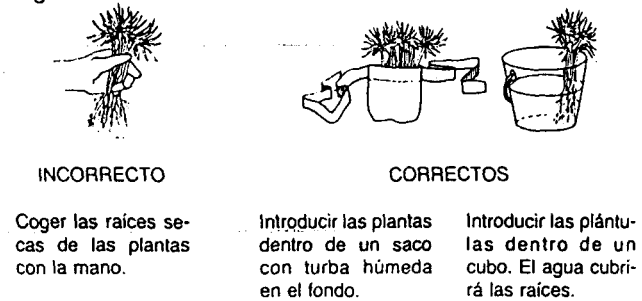 INCORRECTO
CORRECTOS
Coger las raíces se-
cas de las plantas
con la mano.
Introducir las plantas
dentro de un saco
con turba húmeda
en el fondo.
Introducir las plántu-
las dentro de un
cubo. El agua cubri-
rá las raíces.